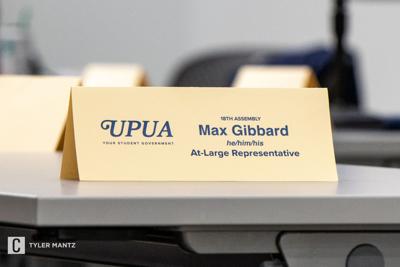 UPUA
YOUR STUDENT GOVERNMENT
18TH ASSEMBLY
Max Gibbard
he/him/his
At-Large Representative
C TYLER MANTZ